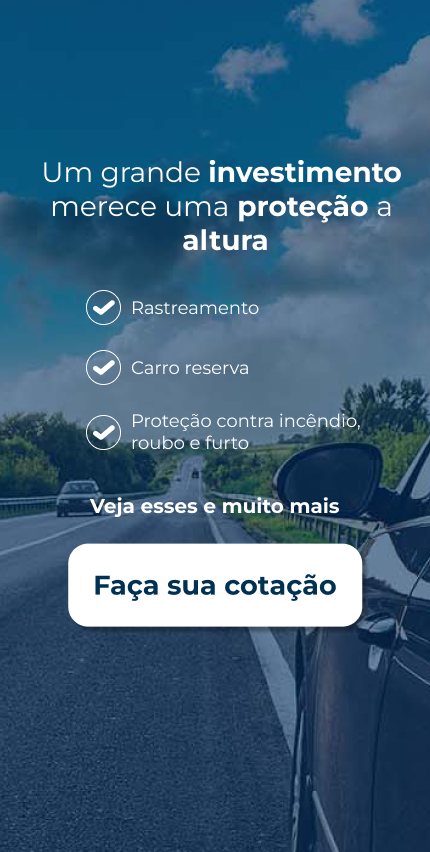 Um grande investimento
merece uma proteção a
altura
Rastreamento
Carro reserva
Proteção contra incêndio,
roubo e furto
Veja esses e muito mais
Faça sua cotação